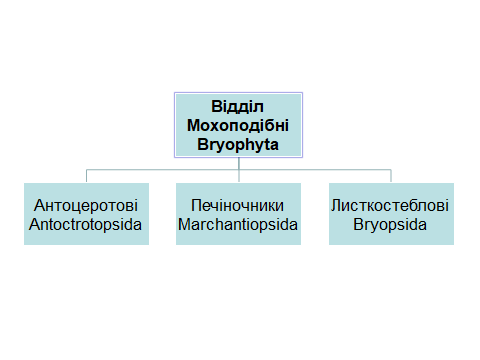 Відділ
Мохоподібні
Bryophyta
Антоцеротові
Antoctrotopsida
Печіночники
Marchantiopsida
Листкостеблові
Bryopsida